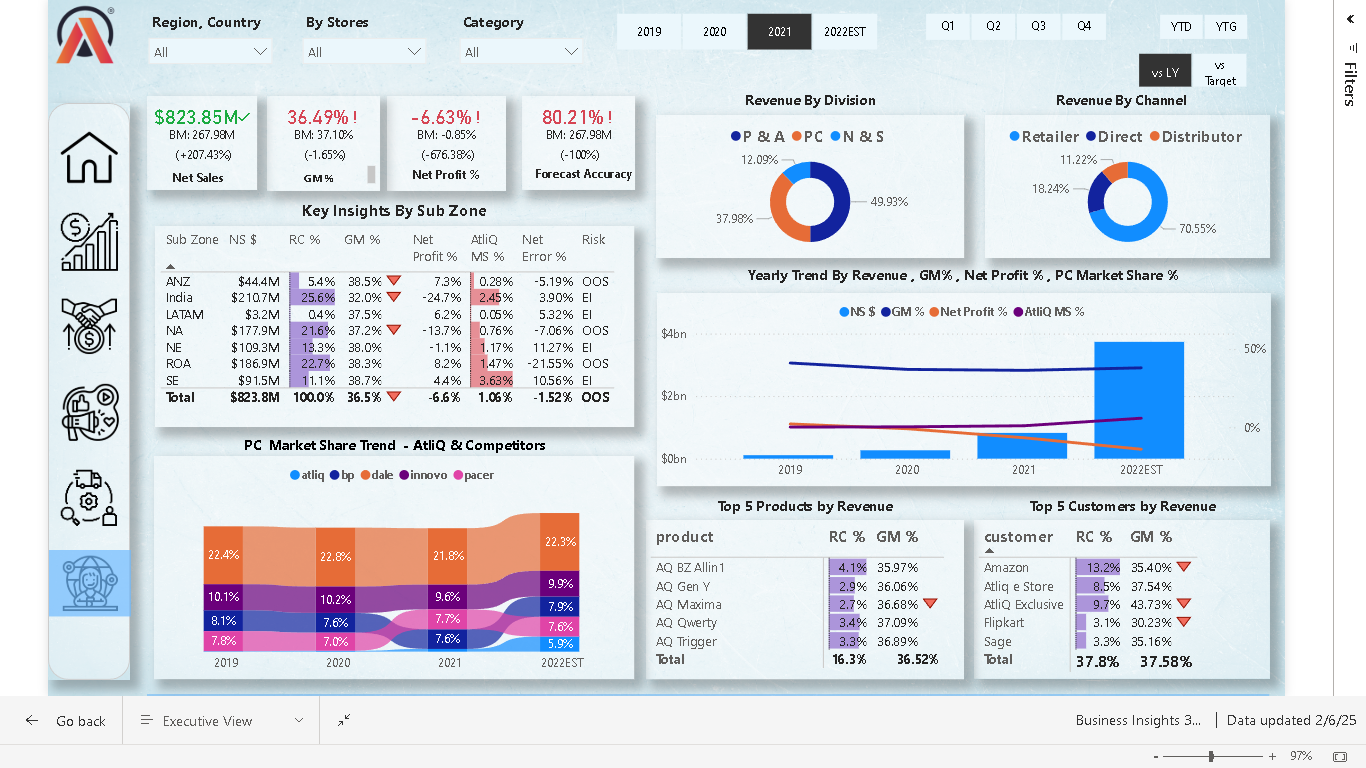 Region, Country
By Stores
Category
All
All
All
2019
2020
2021
2022EST
Q1
Q2
Q3
Q4
YTD
YTG
vs LY
vs
Target
Filters
$823.85M
BM: 267.98M
(+207.43%)
Net Sales
36.49% !
BM: 37.10%
(-1.65%)
GM %
-6.63% !
BM: -0.85%
(-676.38%)
Net Profit %
80.21% !
BM: 267.98M
(-100%)
Forecast Accuracy
Revenue By Division
P & A PC N & S
12.09%
49.93%
37.98%
Revenue By Channel
Retailer Direct Distributor
11.22%
18.24%
70.55%
Key Insights By Sub Zone
Sub Zone NS $ RC % GM % Net Profit % AtliQ MS % Net Error % Risk
ANZ $44.4M 5.4% 38.5% 7.3% 0.28% -5.19% OOS
India $210.7M 25.6% 32.0% -24.7% 2.45% 3.90% EI
LATAM $3.2M 0.4% 37.5% 6.2% 0.05% 5.32% EI
NA $177.9M 21.6% 37.2% -13.7% 0.76% -7.06% OOS
NE $109.3M 13.3% 38.0% -1.1% 1.17% 11.27% EI
ROA $186.9M 22.7% 38.3% 8.2% 1.47% -21.55% OOS
SE $91.5M 11.1% 38.7% 4.4% 3.63% 10.56% EI
Total $823.8M 100.0% 36.5% -6.6% 1.06% -1.52% OOS
Yearly Trend By Revenue , GM% , Net Profit % , PC Market Share %
NS $ GM % Net Profit % AtliQ MS %
$4bn
$2bn
$0bn
50%
0%
2019 2020 2021 2022EST
PC Market Share Trend - AtliQ & Competitors
atliq bp dale innovo pacer
22.4% 22.8% 21.8% 22.3%
10.1% 10.2% 9.6% 9.9%
8.1% 7.6% 7.7% 7.9%
7.8% 7.0% 7.6% 7.6%
5.9%
2019 2020 2021 2022EST
Top 5 Products by Revenue
product RC % GM %
AQ BZ Allin1 4.1% 35.97%
AQ Gen Y 2.9% 36.06%
AQ Maxima 2.7% 36.68%
AQ Qwerty 3.4% 37.09%
AQ Trigger 3.3% 36.89%
Total 16.3% 36.52%
Top 5 Customers by Revenue
customer RC % GM %
Amazon 13.2% 35.40%
Atliq e Store 8.5% 37.54%
AtliQ Exclusive 9.7% 43.73%
Flipkart 3.1% 30.23%
Sage 3.3% 35.16%
Total 37.8% 37.58%
Go back
Executive View
Business Insights 3... | Data updated 2/6/25
- + 97%